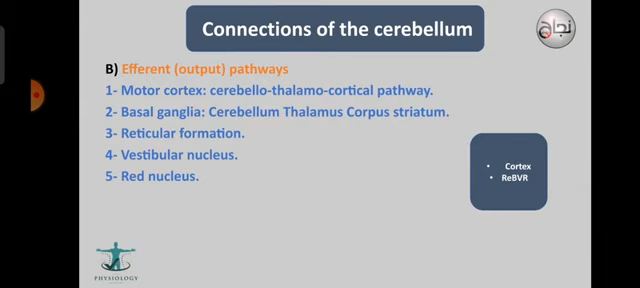 Connections of the cerebellum
نجاح
B) Efferent (output) pathways
1- Motor cortex: cerebello-thalamo-cortical pathway.
2- Basal ganglia: Cerebellum Thalamus Corpus striatum.
3- Reticular formation.
4- Vestibular nucleus.
5- Red nucleus.
• Cortex
• ReBVR
PHYSIOLOGY